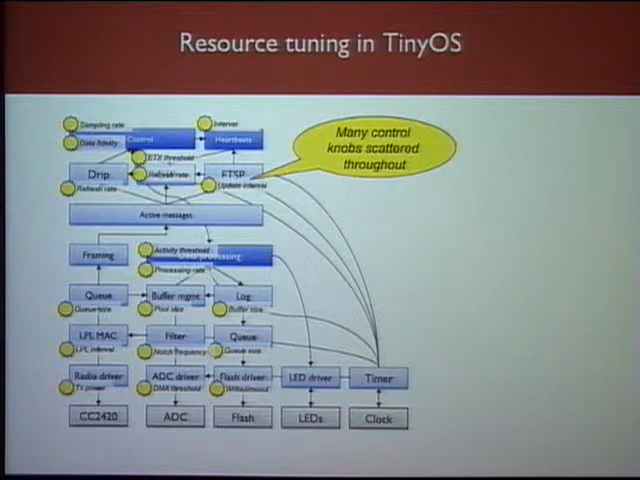 Resource tuning in TinyOS
Sampling rate
Interval
Data fidelity
Control
Heartbeats
Many control
knobs scattered
throughout
ETX threshold
Drip
Refresh rate
FTSP
Refresh rate
Update interval
Active messages
Framing
Activity threshold
processing
Processing rate
Queue
Buffer mgmt
Log
Queue size
Pool size
Buffer size
LPL MAC
Filter
Queue
LPL interval
Notch frequency
Queue size
Radio driver
ADC driver
Flash driver
LED driver
Timer
Tx power
DMA threshold
Write timeout
CC2420
ADC
Flash
LEDs
Clock